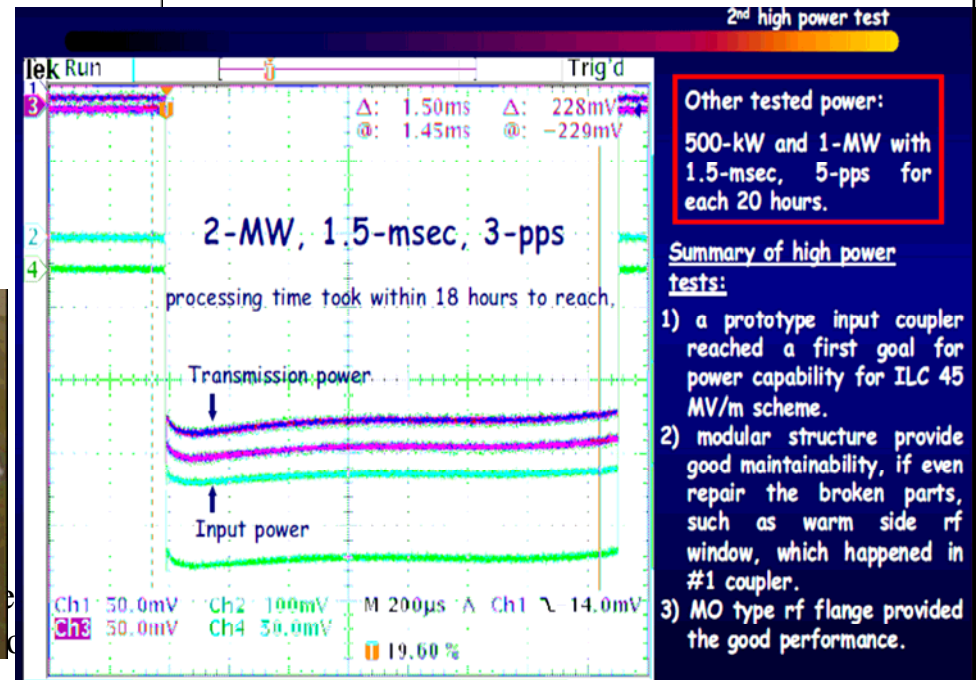 2nd high power test
Tek Run Trig'd
1
3
Δ: 1.50ms Δ: 228mV
@: 1.45ms @: -229mV
2
2-MW, 1.5-msec, 3-pps
4
processing time took within 18 hours to reach.
Transmission power
Input power
Ch1 50.0mV Ch2 100mV M 200µs A Ch1 14.0mV
Ch3 50.0mV Ch4 50.0mV
19.60 %
Other tested power:
500-kW and 1-MW with
1.5-msec, 5-pps for
each 20 hours.
Summary of high power
tests:
1) a prototype input coupler
reached a first goal for
power capability for ILC 45
MV/m scheme.
2) modular structure provide
good maintainability, if even
repair the broken parts,
such as warm side rf
window, which happened in
#1 coupler.
3) MO type rf flange provided
the good performance.